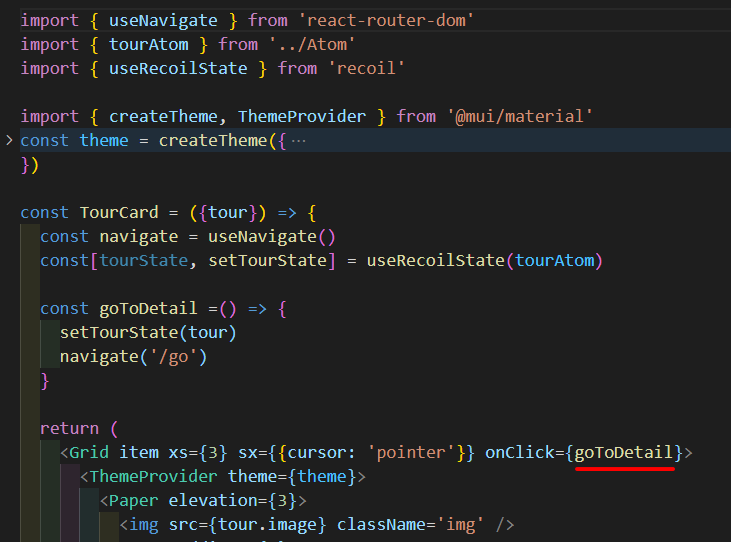 import { useNavigate } from 'react-router-dom'
import { tourAtom } from '../Atom'
import { useRecoilState } from 'recoil'
import { createTheme, ThemeProvider } from '@mui/material'
const theme = createTheme({ ...
})
const TourCard = ({tour}) => {
const navigate = useNavigate()
const[tourState, setTourState] = useRecoilState(tourAtom)
const goToDetail =() => {
setTourState(tour)
navigate('/go')
}
return (
<Grid item xs={3} sx={{cursor: 'pointer'}} onClick={goToDetail}>
<ThemeProvider theme={theme}>
<Paper elevation={3}>
<img src={tour.image} className='img' />